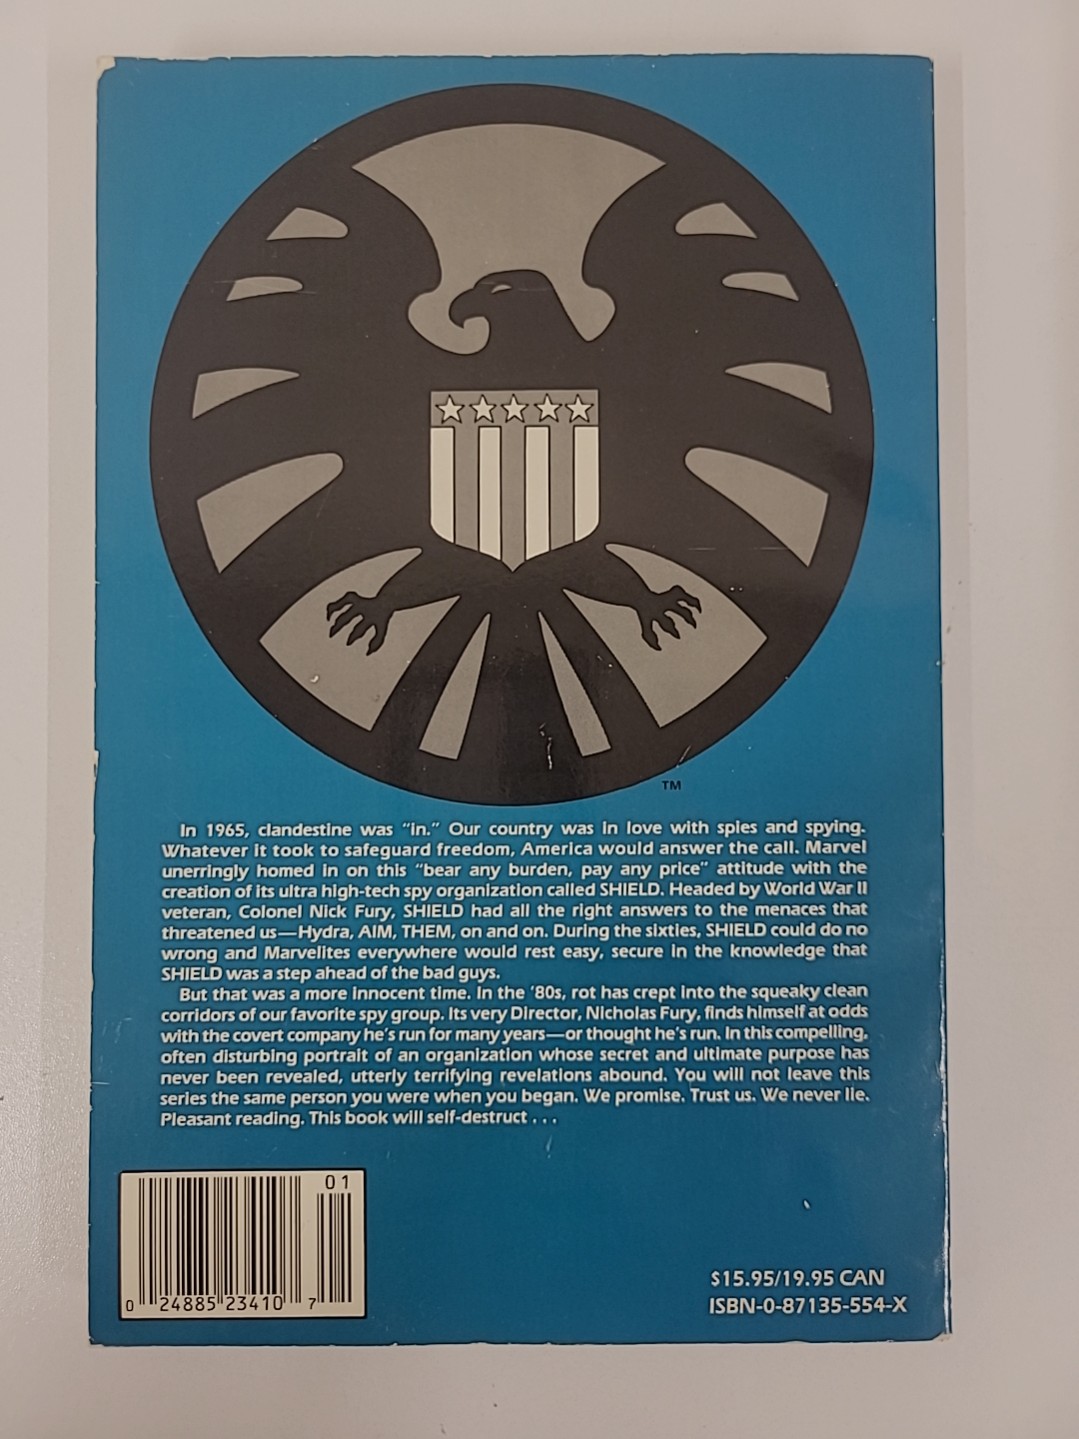 TM
In 1965, clandestine was "in." Our country was in love with spies and spying.
Whatever it took to safeguard freedom, America would answer the call. Marvel
unerringly homed in on this "bear any burden, pay any price" attitude with the
creation of its ultra high-tech spy organization called SHIELD. Headed by World War II
veteran, Colonel Nick Fury, SHIELD had all the right answers to the menaces that
threatened us—Hydra, AIM, THEM, on and on. During the sixties, SHIELD could do no
wrong and Marvelites everywhere would rest easy, secure in the knowledge that
SHIELD was a step ahead of the bad guys.
But that was a more innocent time. In the '80s, rot has crept into the squeaky clean
corridors of our favorite spy group. Its very Director, Nicholas Fury, finds himself at odds
with the covert company he's run for many years—or thought he's run. In this compelling,
often disturbing portrait of an organization whose secret and ultimate purpose has
never been revealed, utterly terrifying revelations abound. You will not leave this
series the same person you were when you began. We promise. Trust us. We never lie.
Pleasant reading. This book will self-destruct . . .
01
0 24885 23410 7
$15.95/19.95 CAN
ISBN-0-87135-554-X